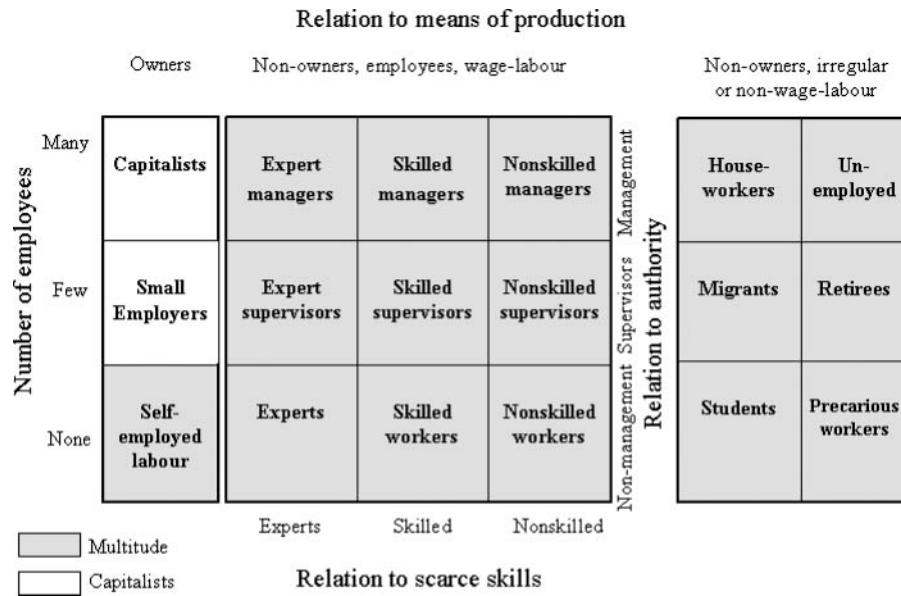 Relation to means of production
Owners
Non-owners, employees, wage-labour
Non-owners, irregular
or non-wage-labour
Number of employees
Many
Few
None
Capitalists
Expert
managers
Skilled
managers
Nonskilled
managers
House-
workers
Un-
employed
Small
Employers
Expert
supervisors
Skilled
supervisors
Nonskilled
supervisors
Migrants
Retirees
Self-
employed
labour
Experts
Skilled
workers
Nonskilled
workers
Students
Precarious
workers
Management
Supervisors
Non-management
Relation to authority
Experts
Skilled
Nonskilled
Relation to scarce skills
Multitude
Capitalists